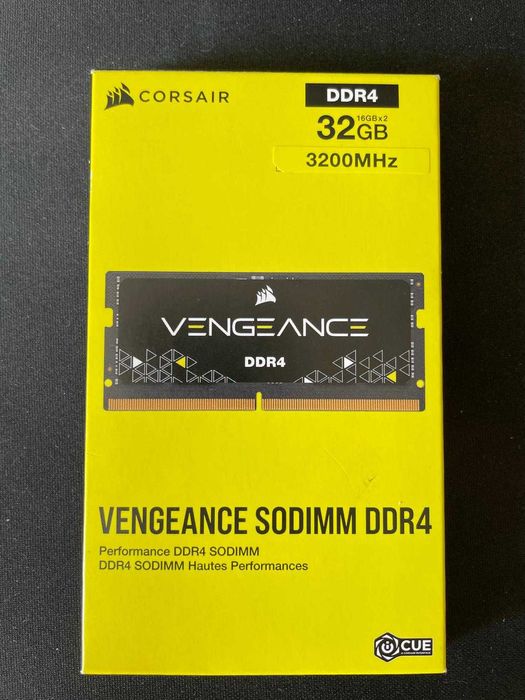 CORSAIR
DDR4
16GBx2
32GB
3200MHz
VENGEANCE
DDR4
VENGEANCE SODIMM DDR4
Performance DDR4 SODIMM
DDR4 SODIMM Hautes Performances
iCUE